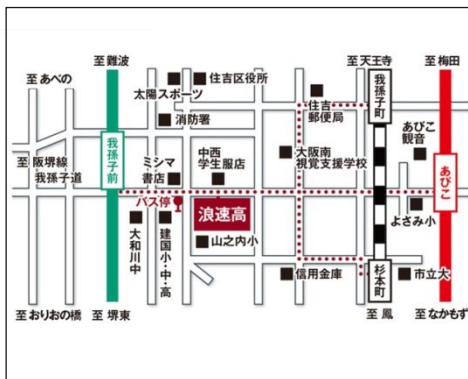 至 難波
至 天王寺
至 梅田
至 あべの
住吉区役所
太陽スポーツ
我孫子町
消防署
住吉
郵便局
あびこ
観音
至 阪堺線
我孫子道
我孫子前
ミシマ
書店
中西
学生服店
大阪南
視覚支援学校
あびこ
バス停
浪速高
よさみ小
大和川中
建国小・中・高
山之内小
信用金庫
杉本町
市立大
至 おりおの橋
至 堺東
至 鳳
至 なかもず